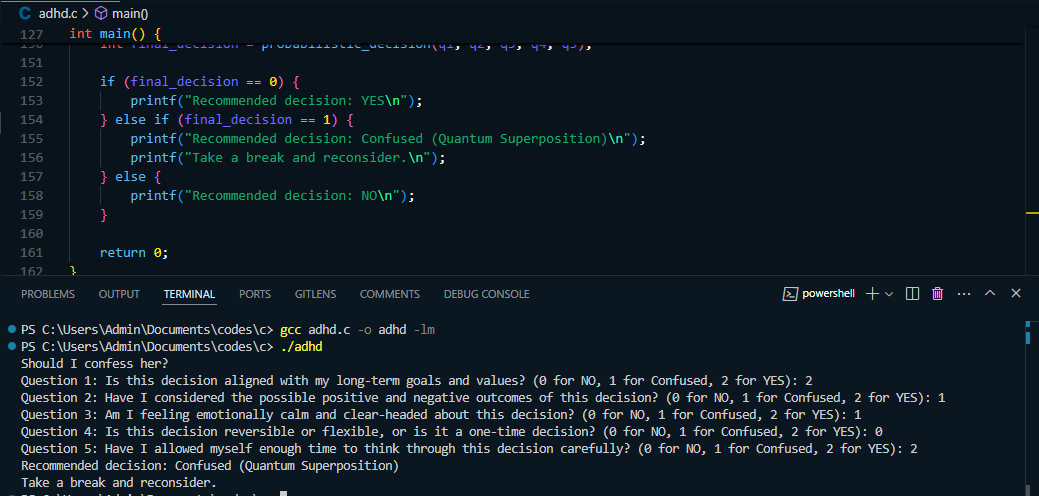 C adhd.c > main()
127 int main() {
150 int final_decision = probabilistic_decision(q1, q2, q3, q4, q5);
151
152 if (final_decision == 0) {
153 printf("Recommended decision: YES\n");
154 } else if (final_decision == 1) {
155 printf("Recommended decision: Confused (Quantum Superposition)\n");
156 printf("Take a break and reconsider.\n");
157 } else {
158 printf("Recommended decision: NO\n");
159 }
160
161 return 0;
162 }
PROBLEMS OUTPUT TERMINAL PORTS GITLENS COMMENTS DEBUG CONSOLE powershell
PS C:\Users\Admin\Documents\codes\c> gcc adhd.c -o adhd -lm
PS C:\Users\Admin\Documents\codes\c> ./adhd
Should I confess her?
Question 1: Is this decision aligned with my long-term goals and values? (0 for NO, 1 for Confused, 2 for YES): 2
Question 2: Have I considered the possible positive and negative outcomes of this decision? (0 for NO, 1 for Confused, 2 for YES): 1
Question 3: Am I feeling emotionally calm and clear-headed about this decision? (0 for NO, 1 for Confused, 2 for YES): 1
Question 4: Is this decision reversible or flexible, or is it a one-time decision? (0 for NO, 1 for Confused, 2 for YES): 0
Question 5: Have I allowed myself enough time to think through this decision carefully? (0 for NO, 1 for Confused, 2 for YES): 2
Recommended decision: Confused (Quantum Superposition)
Take a break and reconsider.